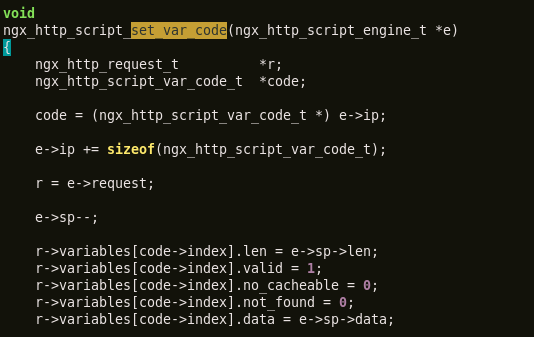 void
ngx_http_script_set_var_code(ngx_http_script_engine_t *e)
{
    ngx_http_request_t          *r;
    ngx_http_script_var_code_t  *code;

    code = (ngx_http_script_var_code_t *) e->ip;

    e->ip += sizeof(ngx_http_script_var_code_t);

    r = e->request;

    e->sp--;

    r->variables[code->index].len = e->sp->len;
    r->variables[code->index].valid = 1;
    r->variables[code->index].no_cacheable = 0;
    r->variables[code->index].not_found = 0;
    r->variables[code->index].data = e->sp->data;